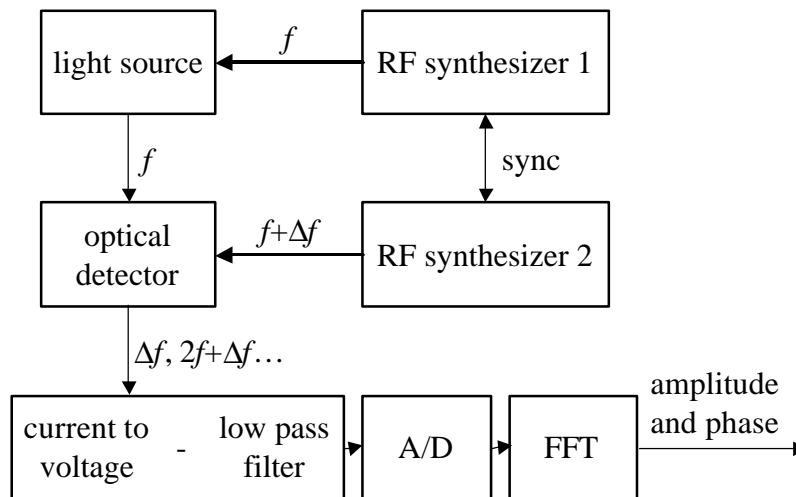 f
light source
RF synthesizer 1
f
sync
optical
detector
f+Δf
RF synthesizer 2
Δf, 2f+Δf…
amplitude
and phase
current to
voltage
-
low pass
filter
A/D
FFT